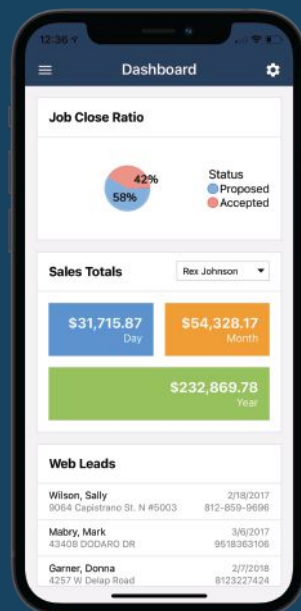 12:36
Dashboard
Job Close Ratio
42%
58%
Status
Proposed
Accepted
Sales Totals
Rex Johnson
$31,715.87
Day
$54,328.17
Month
$232,869.78
Year
Web Leads
Wilson, Sally 2/18/2017
9064 Capistrano St. N #5003 812-859-9696
Mabry, Mark 3/6/2017
4340B DODARO DR 9518363106
Garner, Donna 2/7/2018
4257 W Delap Road 8123227424